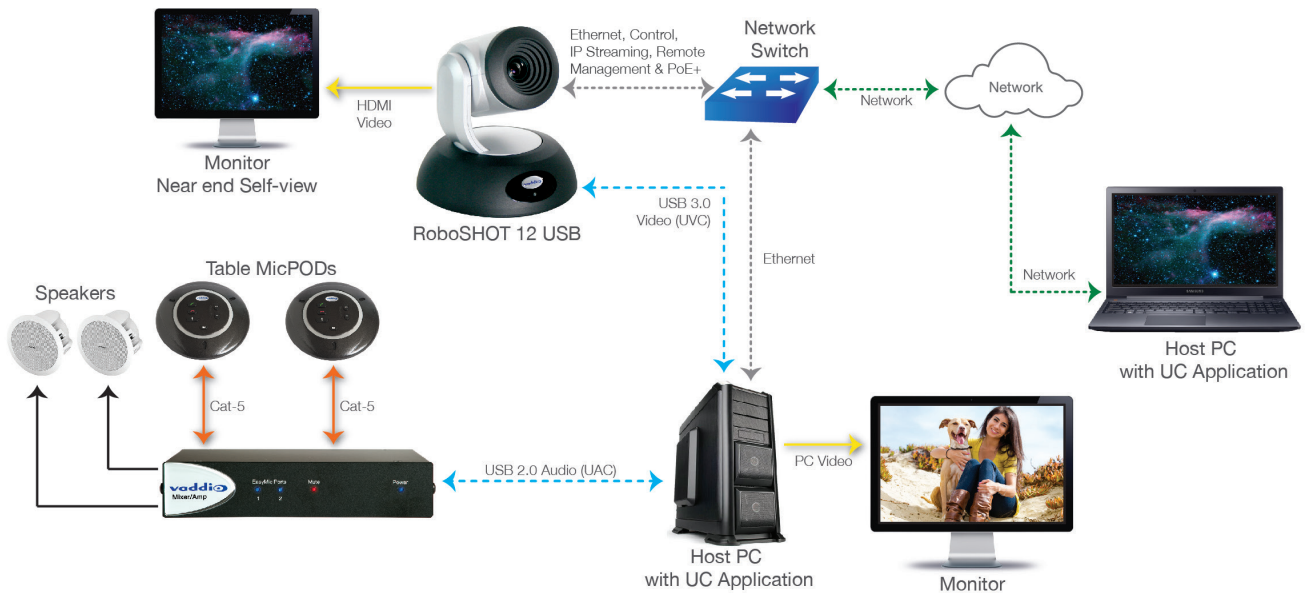 Ethernet, Control,
IP Streaming, Remote
Management & PoE+
Network
Switch
Network
Network
HDMI
Video
Monitor
Near end Self-view
vaddio
RoboSHOT 12 USB
USB 3.0
Video (UVC)
Ethernet
Network
SAMSUNG
Host PC
with UC Application
Table MicPODs
Speakers
Cat-5
Cat-5
vaddio
Mixer/Amp
EasyMic Ports
1 2
Mute
Power
USB 2.0 Audio (UAC)
PC Video
Host PC
with UC Application
Monitor